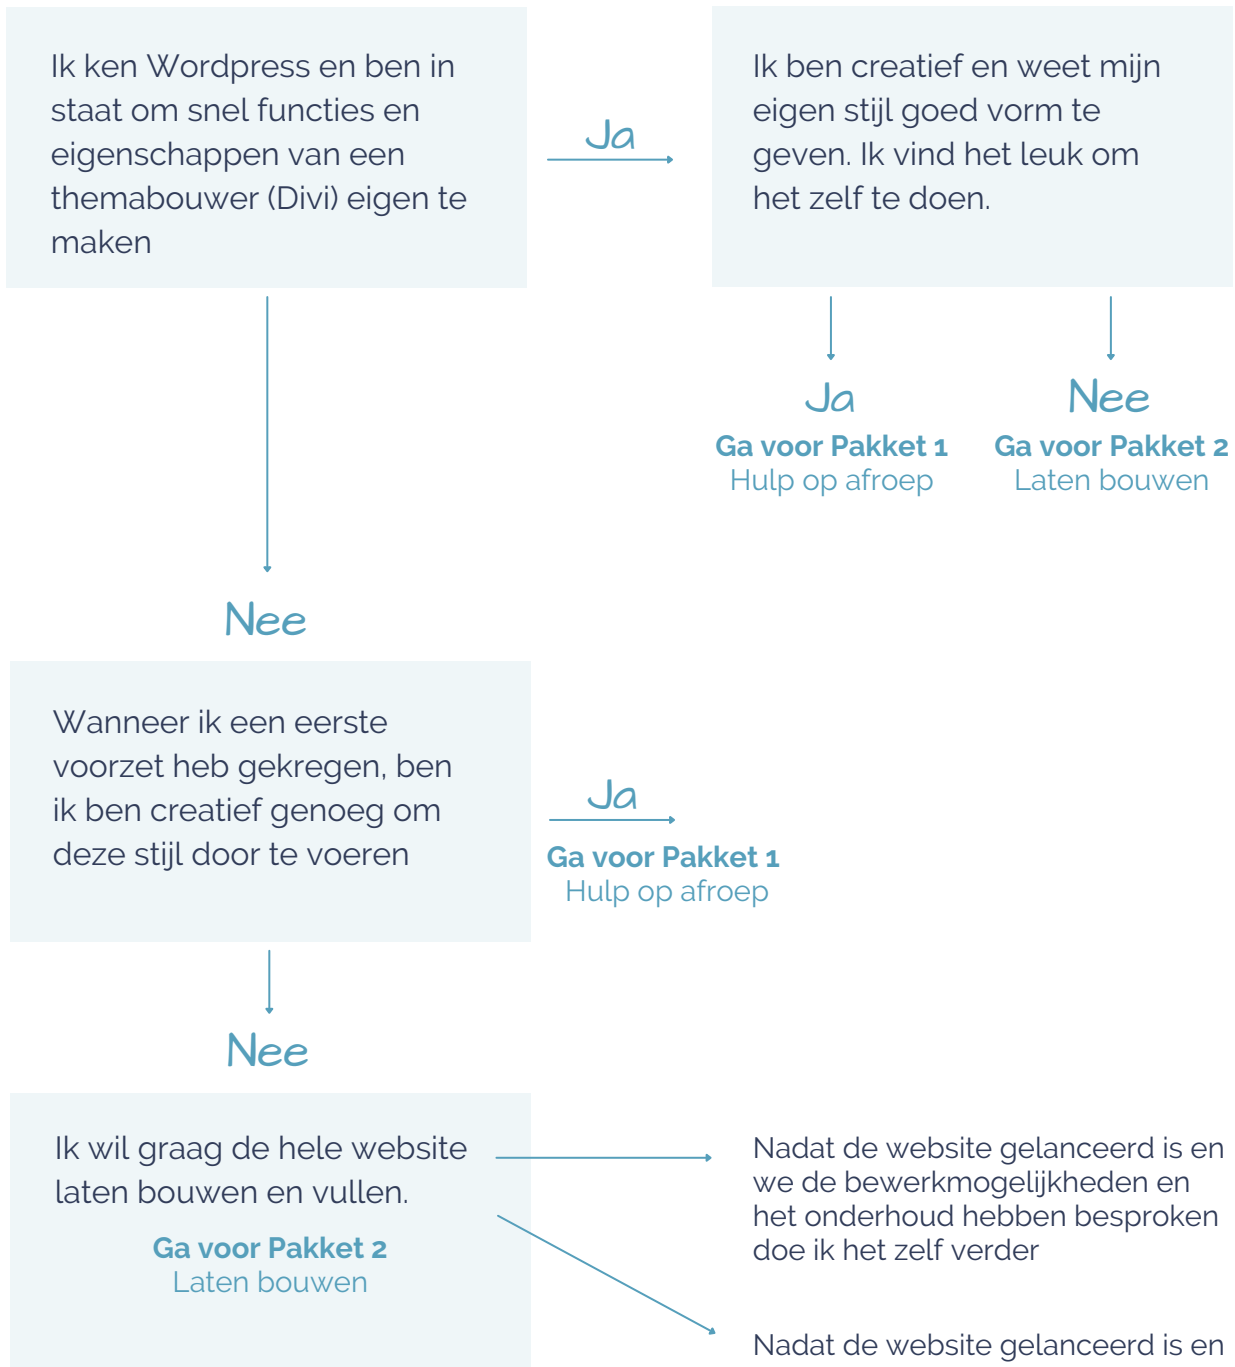 Ik ken Wordpress en ben in
staat om snel functies en
eigenschappen van een
themabouwer (Divi) eigen te
maken
Ja
Ik ben creatief en weet mijn
eigen stijl goed vorm te
geven. Ik vind het leuk om
het zelf te doen.
Ja
Ga voor Pakket 1
Hulp op afroep
Nee
Ga voor Pakket 2
Laten bouwen
Nee
Wanneer ik een eerste
voorzet heb gekregen, ben
ik ben creatief genoeg om
deze stijl door te voeren
Ja
Ga voor Pakket 1
Hulp op afroep
Nee
Ik wil graag de hele website
laten bouwen en vullen.
Ga voor Pakket 2
Laten bouwen
Nadat de website gelanceerd is en
we de bewerkmogelijkheden en
het onderhoud hebben besproken
doe ik het zelf verder
Nadat de website gelanceerd is en